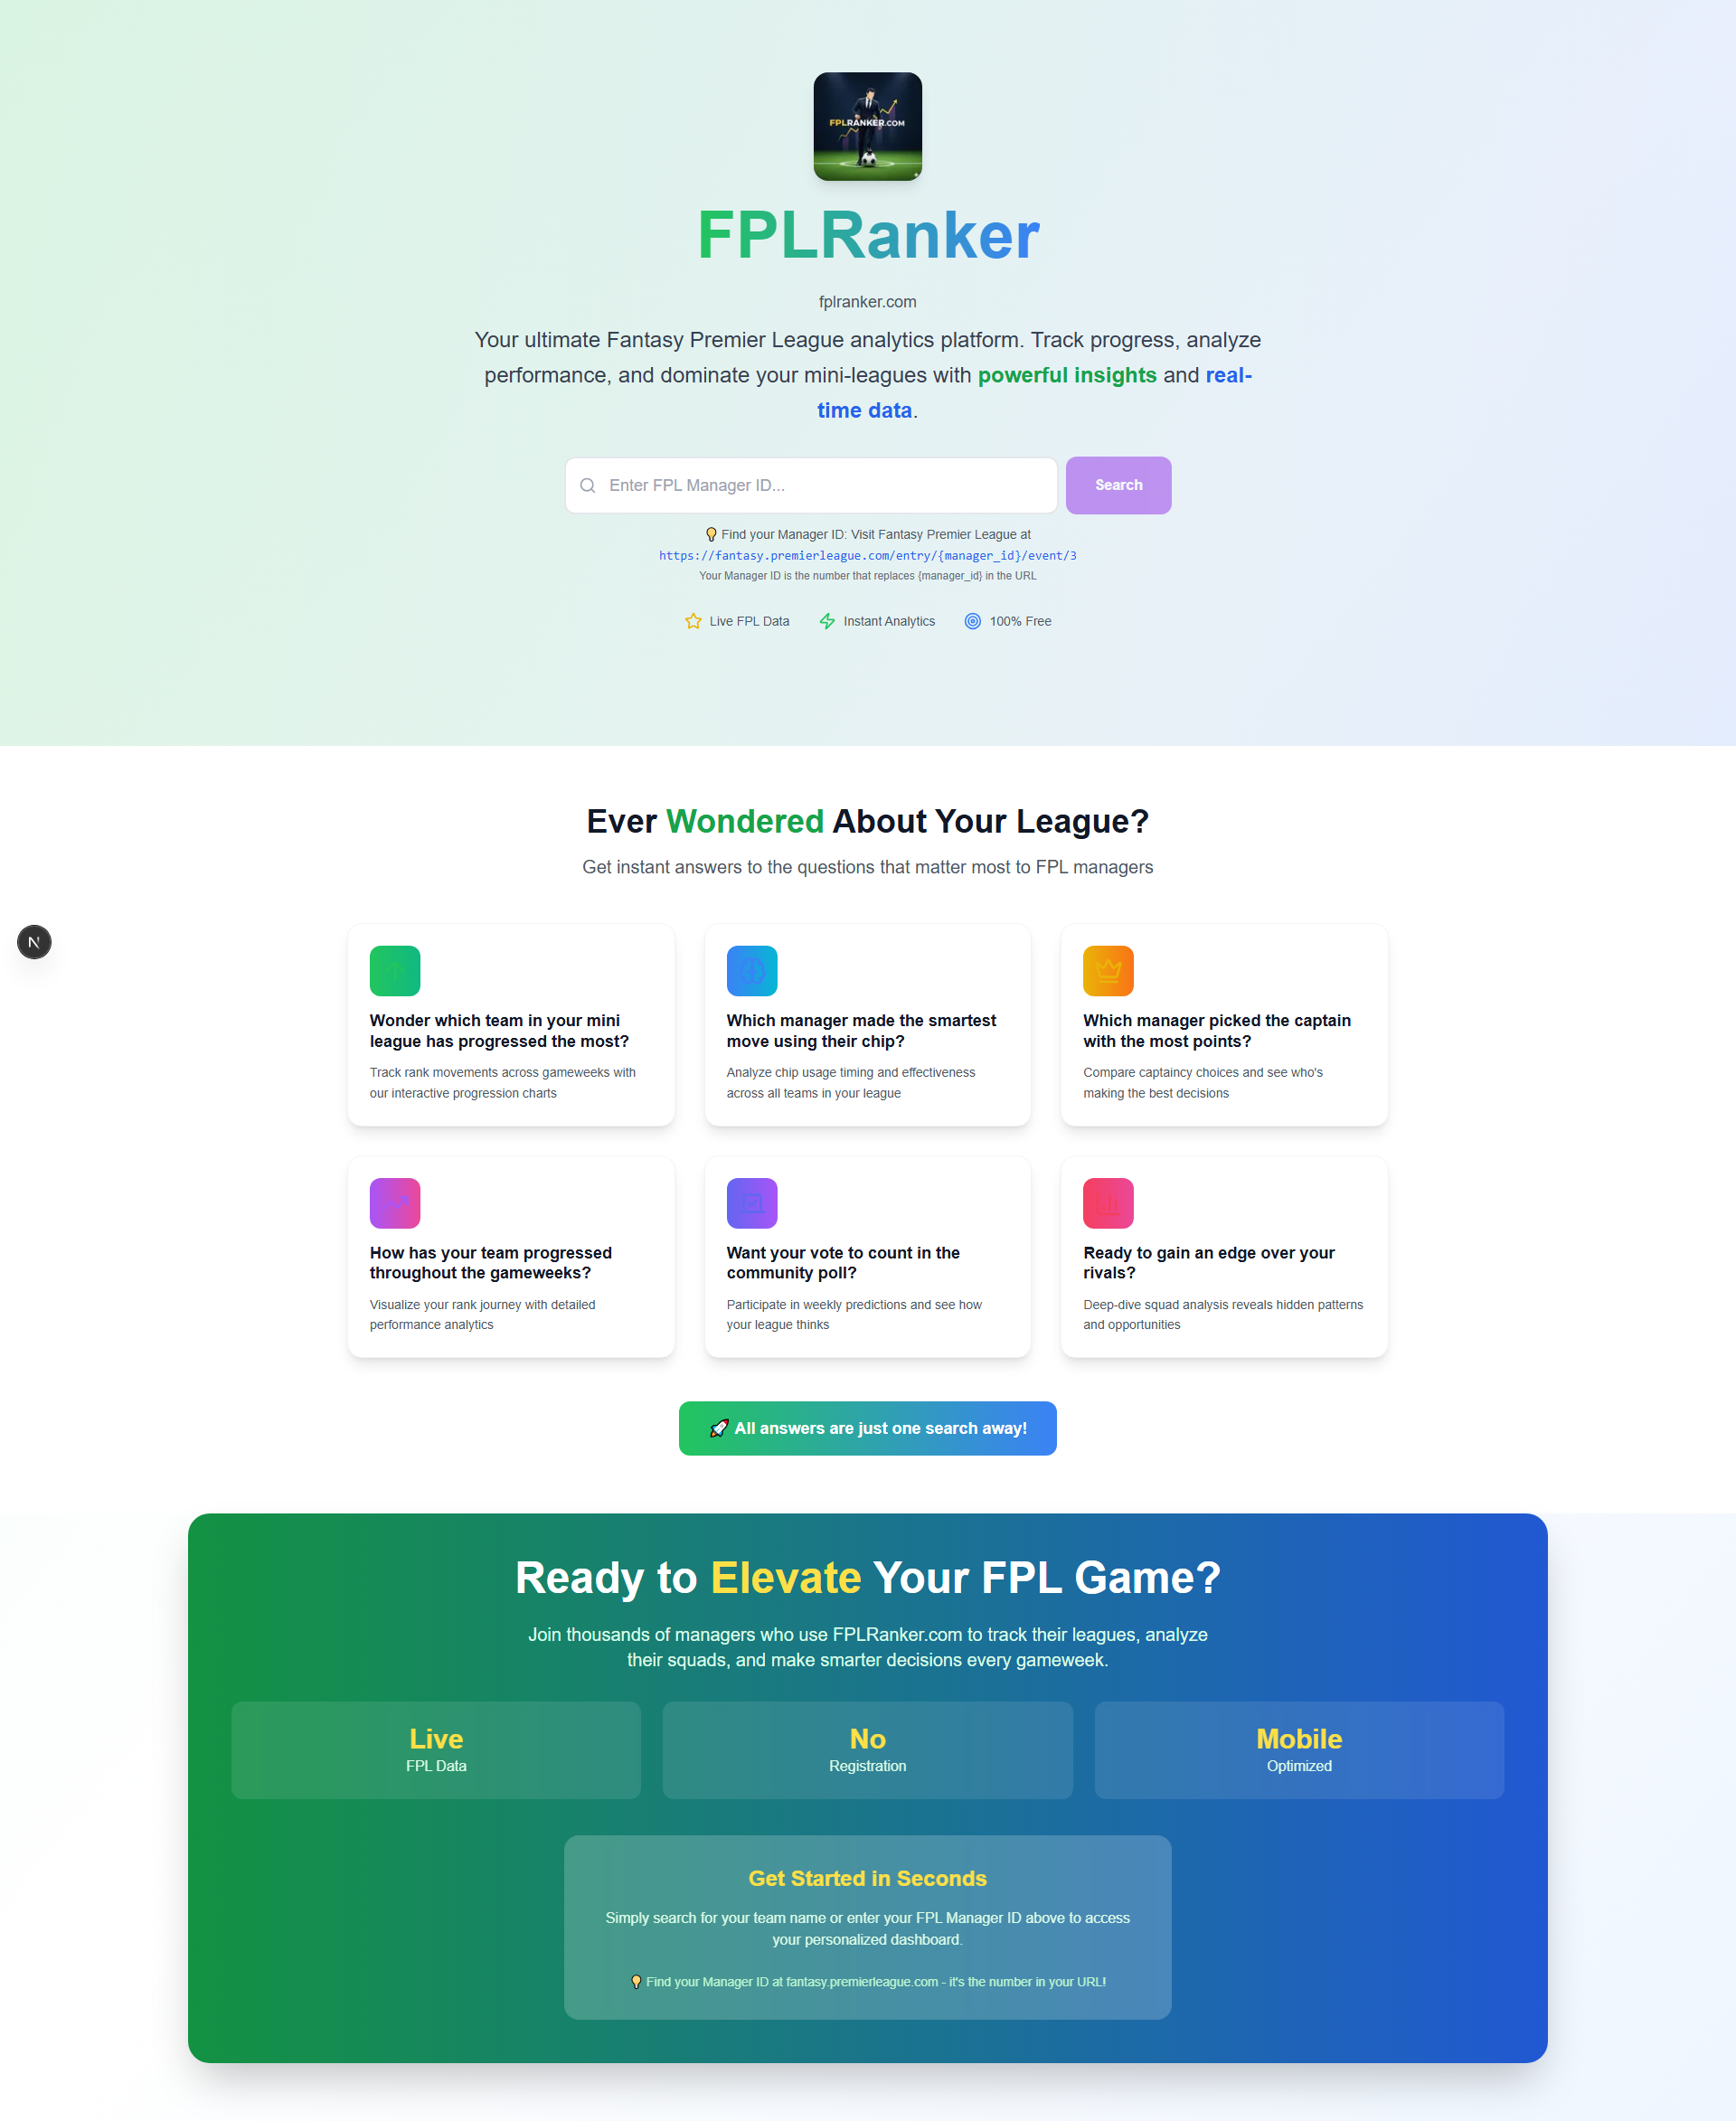 FPLRANKER.COM
FPLRanker
fplranker.com
Your ultimate Fantasy Premier League analytics platform. Track progress, analyze
performance, and dominate your mini-leagues with powerful insights and real-
time data.
Enter FPL Manager ID...
Search
💡 Find your Manager ID: Visit Fantasy Premier League at
https://fantasy.premierleague.com/entry/{manager_id}/event/3
Your Manager ID is the number that replaces {manager_id} in the URL
Live FPL Data
Instant Analytics
100% Free
Ever Wondered About Your League?
Get instant answers to the questions that matter most to FPL managers
N
Wonder which team in your mini
league has progressed the most?
Track rank movements across gameweeks with
our interactive progression charts
Which manager made the smartest
move using their chip?
Analyze chip usage timing and effectiveness
across all teams in your league
Which manager picked the captain
with the most points?
Compare captaincy choices and see who's
making the best decisions
How has your team progressed
throughout the gameweeks?
Visualize your rank journey with detailed
performance analytics
Want your vote to count in the
community poll?
Participate in weekly predictions and see how
your league thinks
Ready to gain an edge over your
rivals?
Deep-dive squad analysis reveals hidden patterns
and opportunities
🚀 All answers are just one search away!
Ready to Elevate Your FPL Game?
Join thousands of managers who use FPLRanker.com to track their leagues, analyze
their squads, and make smarter decisions every gameweek.
Live
FPL Data
No
Registration
Mobile
Optimized
Get Started in Seconds
Simply search for your team name or enter your FPL Manager ID above to access
your personalized dashboard.
💡 Find your Manager ID at fantasy.premierleague.com - it's the number in your URL!